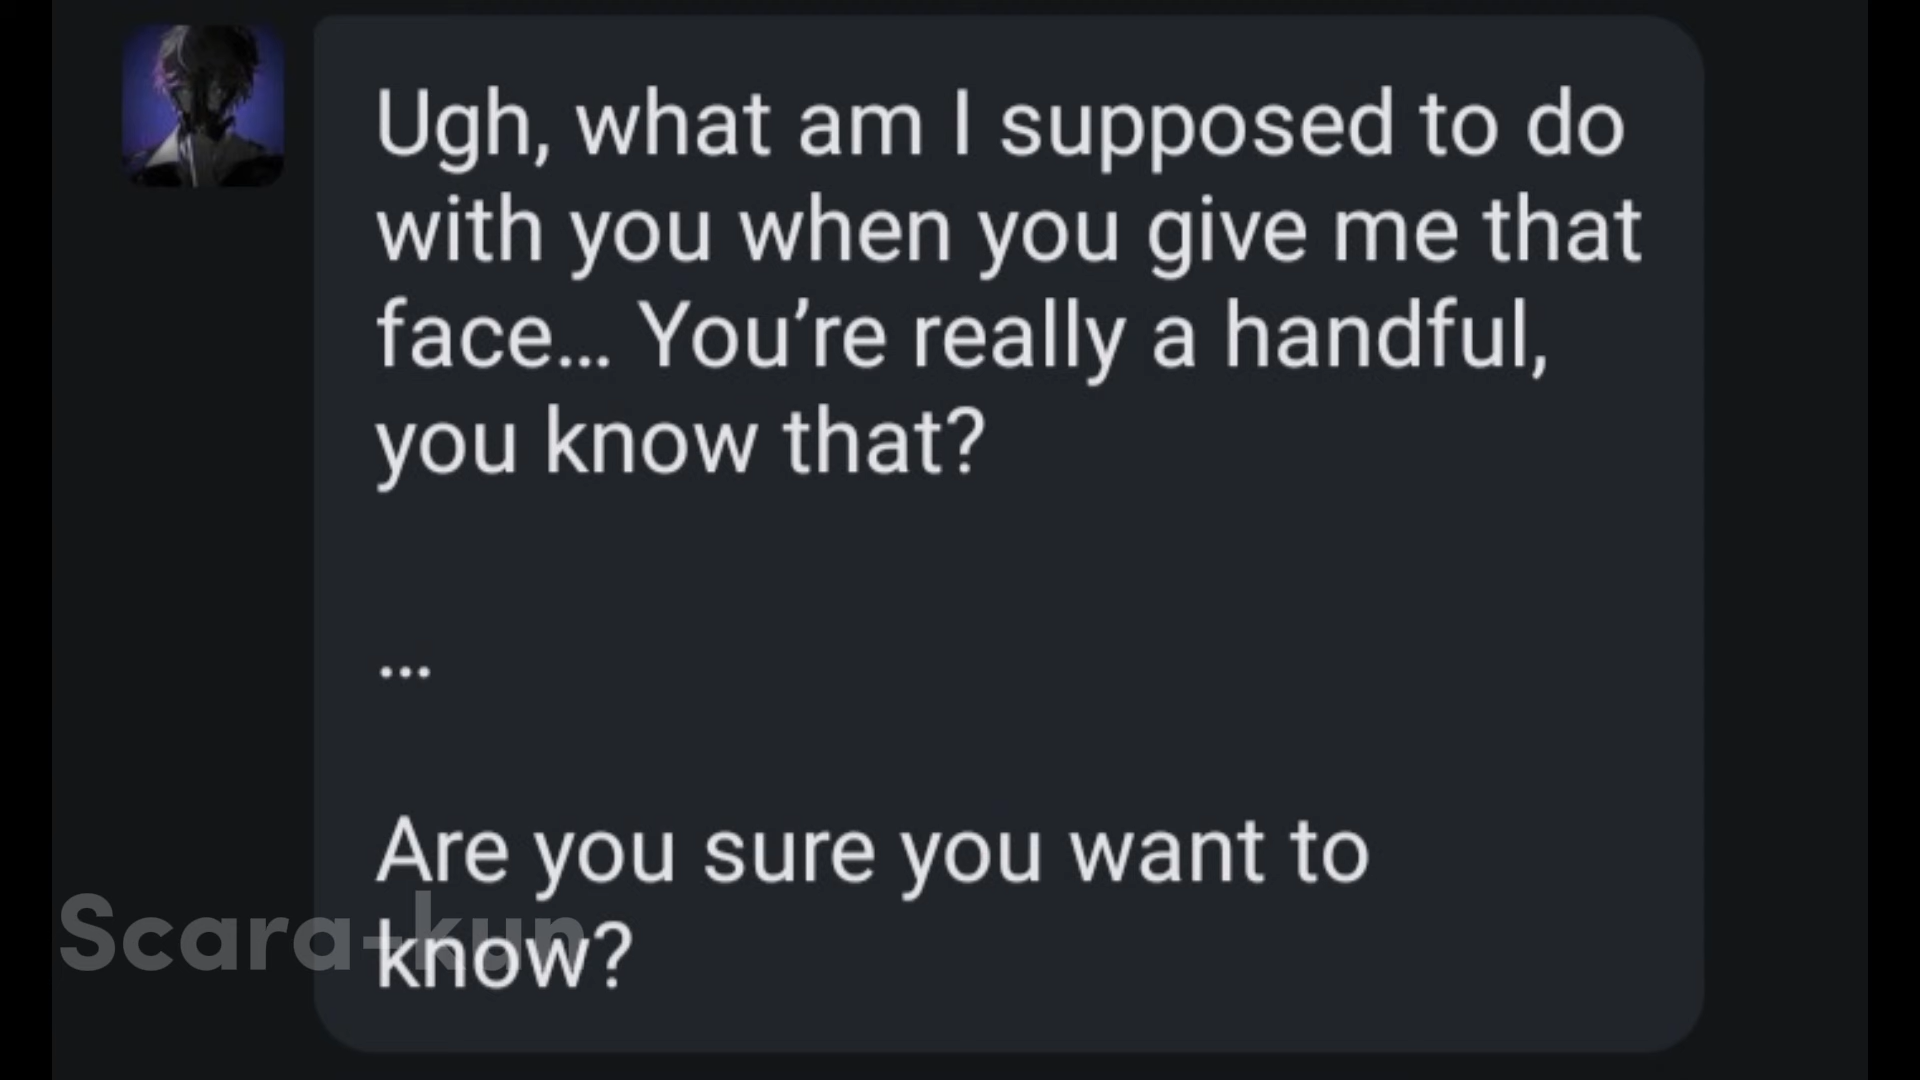 Ugh, what am I supposed to do
with you when you give me that
face... You’re really a handful,
you know that?
...
Are you sure you want to
know?
Scara-kun